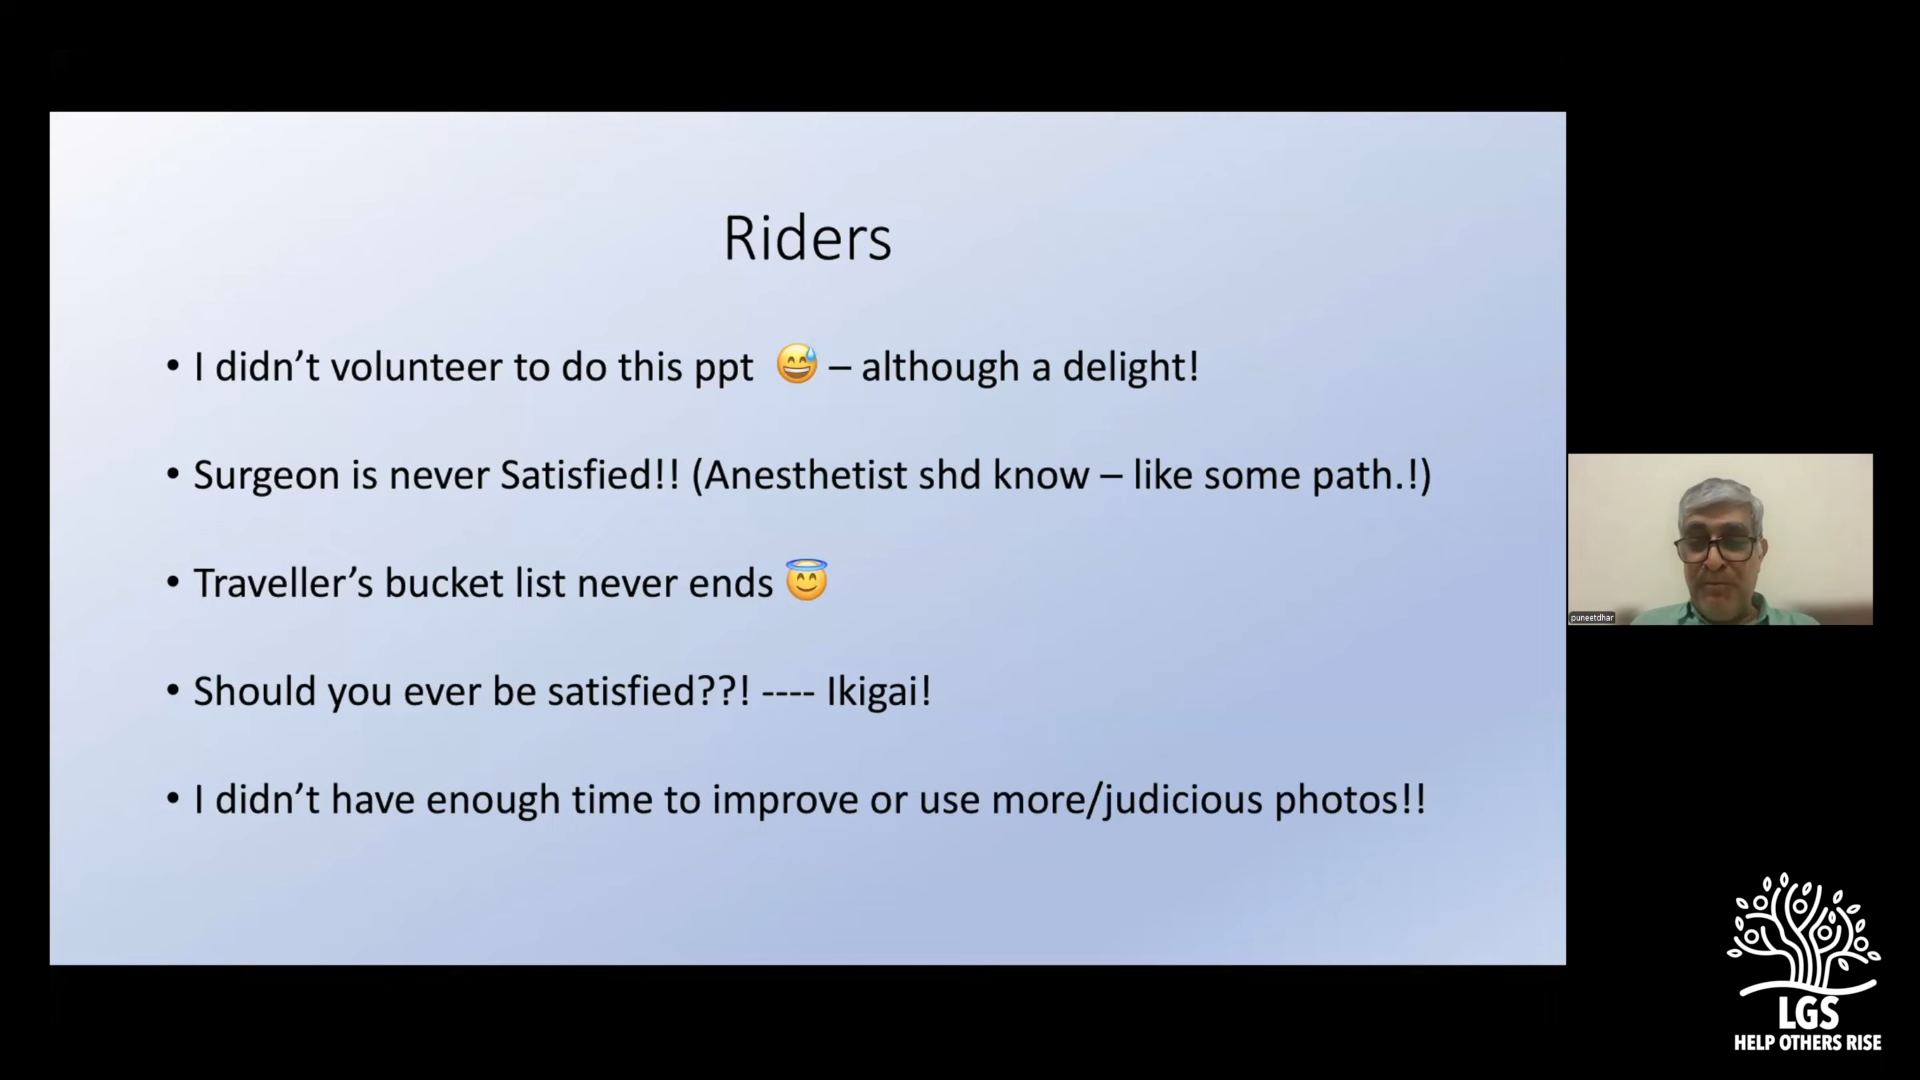 Riders
• I didn’t volunteer to do this ppt 😅 – although a delight!
• Surgeon is never Satisfied!! (Anesthetist shd know – like some path.!)
• Traveller’s bucket list never ends 😇
• Should you ever be satisfied??! ---- Ikigai!
• I didn’t have enough time to improve or use more/judicious photos!!
puneetdhar
LGS
HELP OTHERS RISE